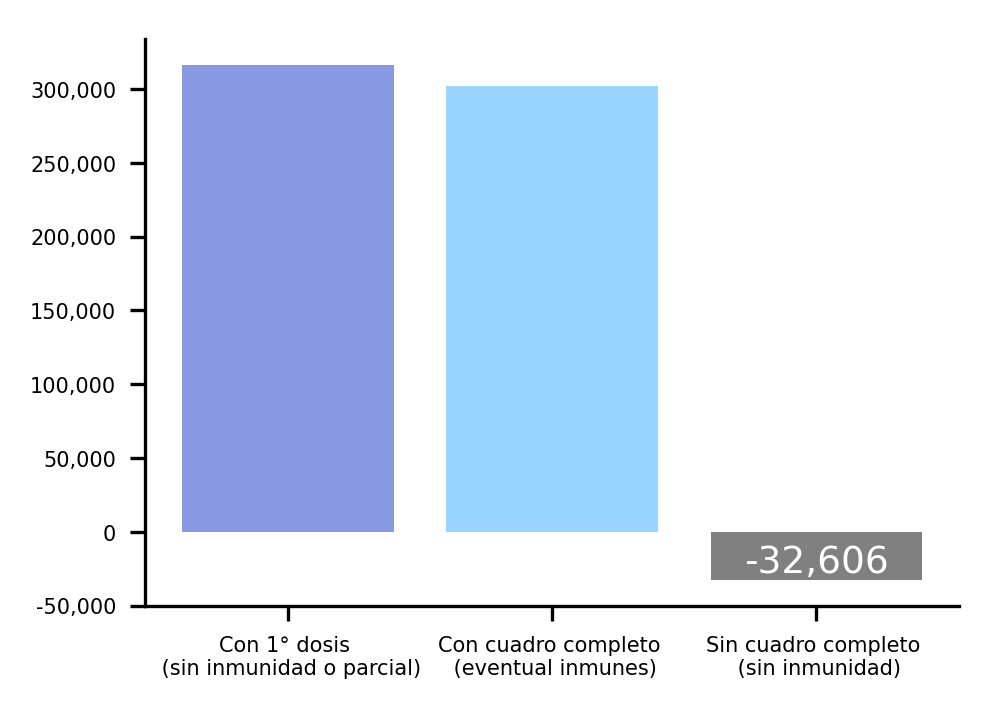 300,000
250,000
200,000
150,000
100,000
50,000
0
-50,000
-32,606
Con 1° dosis
(sin inmunidad o parcial)
Con cuadro completo
(eventual inmunes)
Sin cuadro completo
(sin inmunidad)